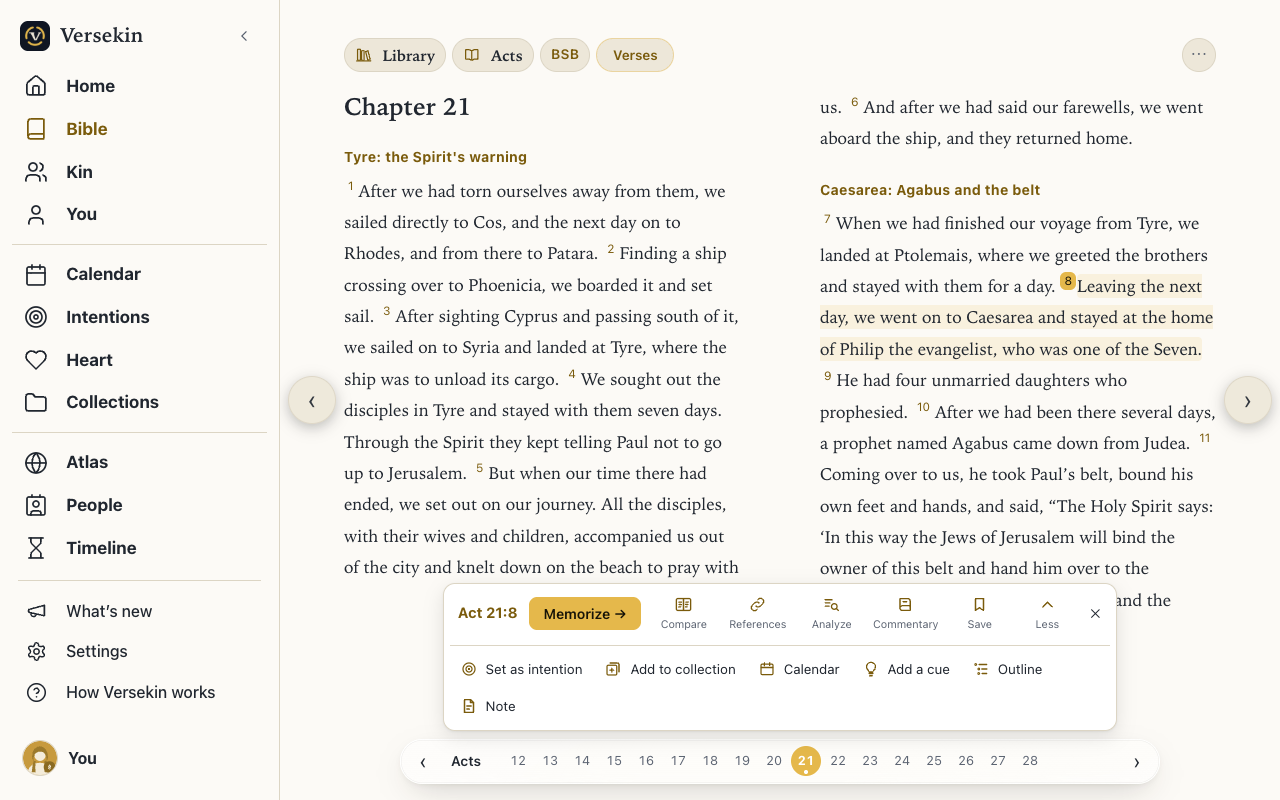 Versekin
Home
Bible
Kin
You
Calendar
Intentions
Heart
Collections
Atlas
People
Timeline
What's new
Settings
How Versekin works
You
Library
Acts
BSB
Verses
Chapter 21
Tyre: the Spirit's warning
1 After we had torn ourselves away from them, we
sailed directly to Cos, and the next day on to
Rhodes, and from there to Patara. 2 Finding a ship
crossing over to Phoenicia, we boarded it and set
sail. 3 After sighting Cyprus and passing south of it,
we sailed on to Syria and landed at Tyre, where the
ship was to unload its cargo. 4 We sought out the
disciples in Tyre and stayed with them seven days.
Through the Spirit they kept telling Paul not to go
up to Jerusalem. 5 But when our time there had
ended, we set out on our journey. All the disciples,
with their wives and children, accompanied us out
of the city and knelt down on the beach to pray with
us. 6 And after we had said our farewells, we went
aboard the ship, and they returned home.
Caesarea: Agabus and the belt
7 When we had finished our voyage from Tyre, we
landed at Ptolemais, where we greeted the brothers
and stayed with them for a day. 8 Leaving the next
day, we went on to Caesarea and stayed at the home
of Philip the evangelist, who was one of the Seven.
9 He had four unmarried daughters who
prophesied. 10 After we had been there several days,
a prophet named Agabus came down from Judea. 11
Coming over to us, he took Paul’s belt, bound his
own feet and hands, and said, “The Holy Spirit says:
‘In this way the Jews of Jerusalem will bind the
owner of this belt and hand him over to the
and the
Act 21:8
Memorize →
Compare
References
Analyze
Commentary
Save
Less
Set as intention
Add to collection
Calendar
Add a cue
Outline
Note
‹ Acts 12 13 14 15 16 17 18 19 20 21 22 23 24 25 26 27 28 ›